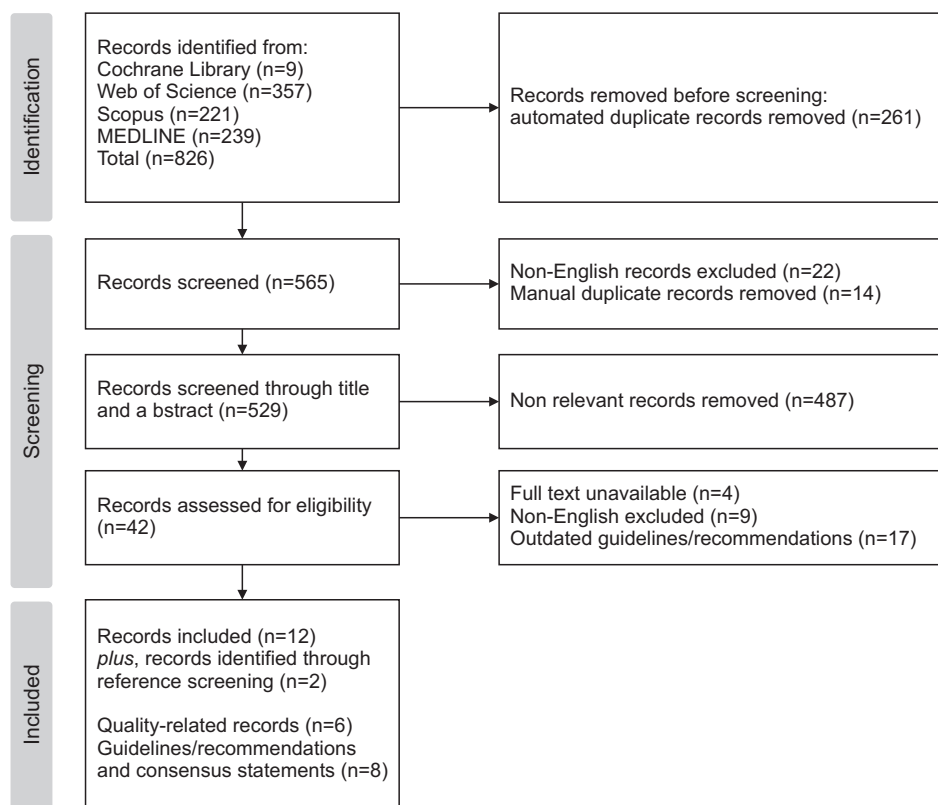 Identification
Records identified from:
Cochrane Library (n=9)
Web of Science (n=357)
Scopus (n=221)
MEDLINE (n=239)
Total (n=826)
Records removed before screening:
automated duplicate records removed (n=261)
Screening
Records screened (n=565)
Non-English records excluded (n=22)
Manual duplicate records removed (n=14)
Records screened through title
and a bstract (n=529)
Non relevant records removed (n=487)
Records assessed for eligibility
(n=42)
Full text unavailable (n=4)
Non-English excluded (n=9)
Outdated guidelines/recommendations (n=17)
Included
Records included (n=12)
plus, records identified through
reference screening (n=2)
Quality-related records (n=6)
Guidelines/recommendations
and consensus statements (n=8)